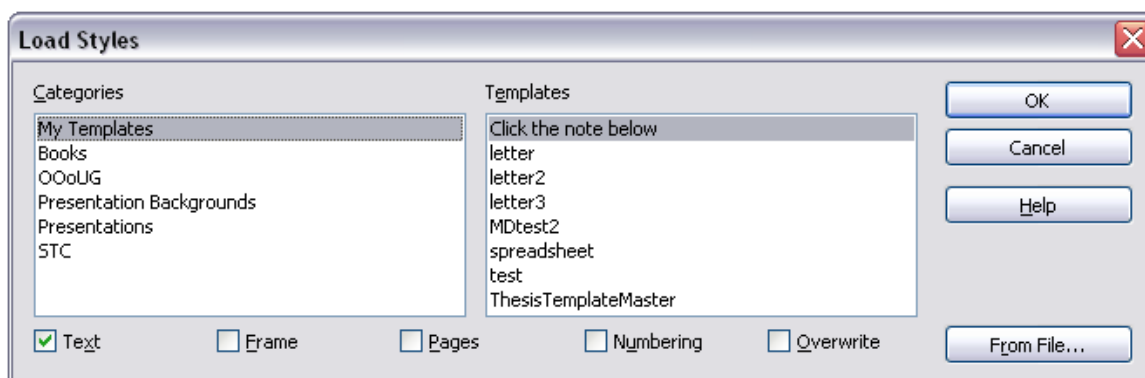 Load Styles
Categories
My Templates
Books
OOoUG
Presentation Backgrounds
Presentations
STC
Templates
Click the note below
letter
letter2
letter3
MDtest2
spreadsheet
test
ThesisTemplateMaster
OK
Cancel
Help
Text Frame Pages Numbering Overwrite
From File...